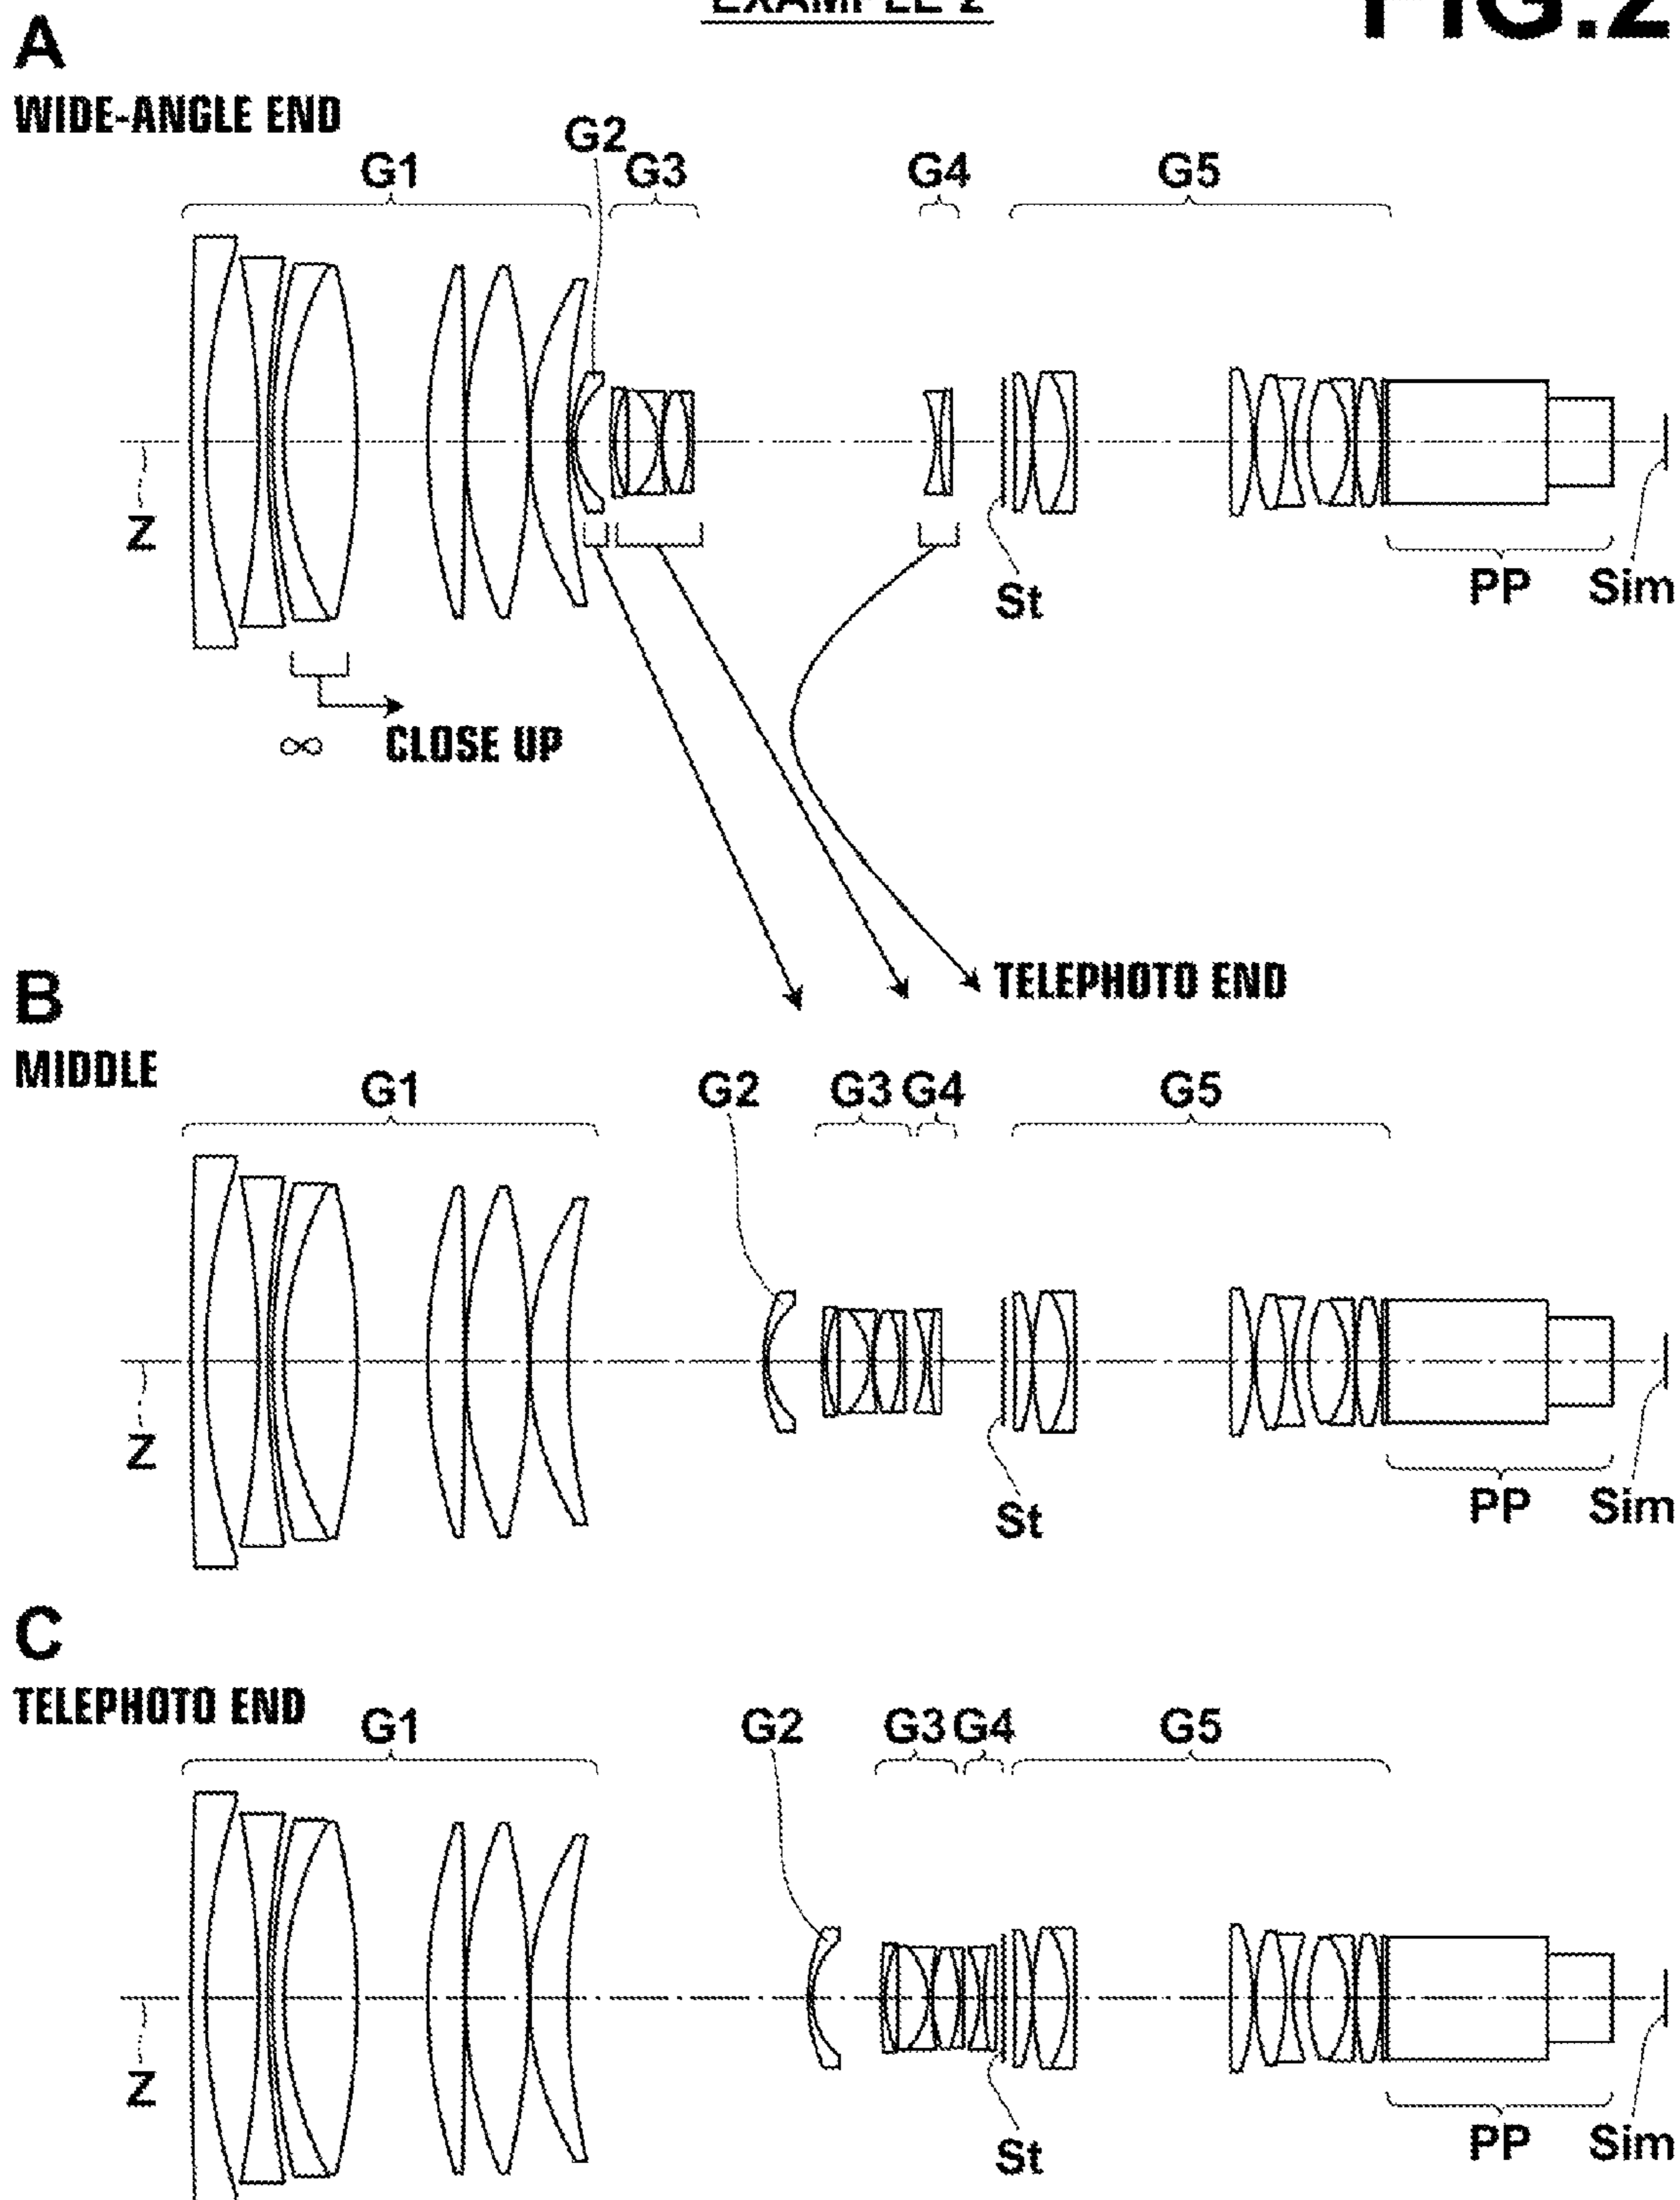 EXAMPLE 2
FIG.2
A
WIDE-ANGLE END
G1
G2
G3
G4
G5
Z
St
PP
Sim
∞
CLOSE UP
TELEPHOTO END
B
MIDDLE
G1
G2
G3
G4
G5
Z
St
PP
Sim
C
TELEPHOTO END
G1
G2
G3
G4
G5
Z
St
PP
Sim